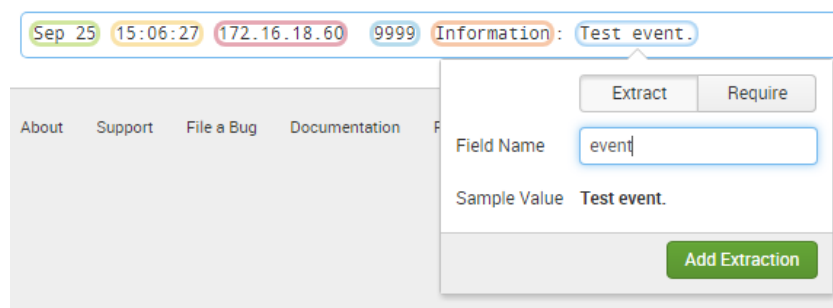 Sep 25 15:06:27 172.16.18.60 9999 Information: Test event.
Extract Require
About Support File a Bug Documentation
Field Name event
Sample Value Test event.
Add Extraction